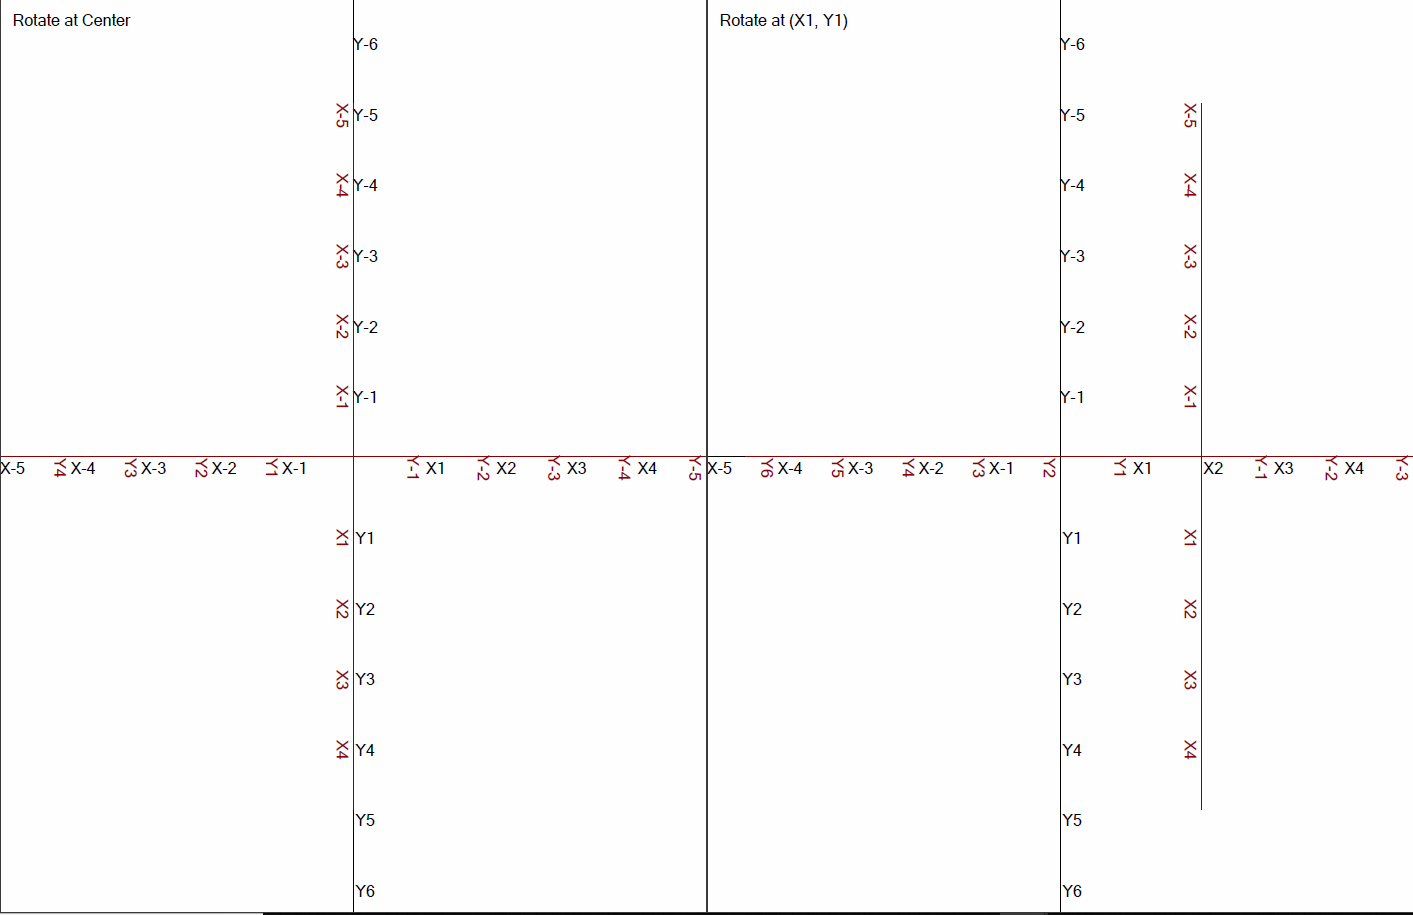 Rotate at Center
Y-6
X-5 Y-5
X-4 Y-4
X-3 Y-3
X-2 Y-2
X-1 Y-1
X-5 Y4 X-4 Y3 X-3 Y2 X-2 Y1 X-1 Y-1 X1 Y-2 X2 Y-3 X3 Y-4 X4 Y-5
X1 Y1
X2 Y2
X3 Y3
X4 Y4
Y5
Y6
Rotate at (X1, Y1)
Y-6
Y-5 X-5
Y-4 X-4
Y-3 X-3
Y-2 X-2
Y-1 X-1
X-5 Y6 X-4 Y5 X-3 Y4 X-2 Y3 X-1 Y2 Y1 X1 X2 Y-1 X3 Y-2 X4 Y-3
Y1 X1
Y2 X2
Y3 X3
Y4 X4
Y5
Y6